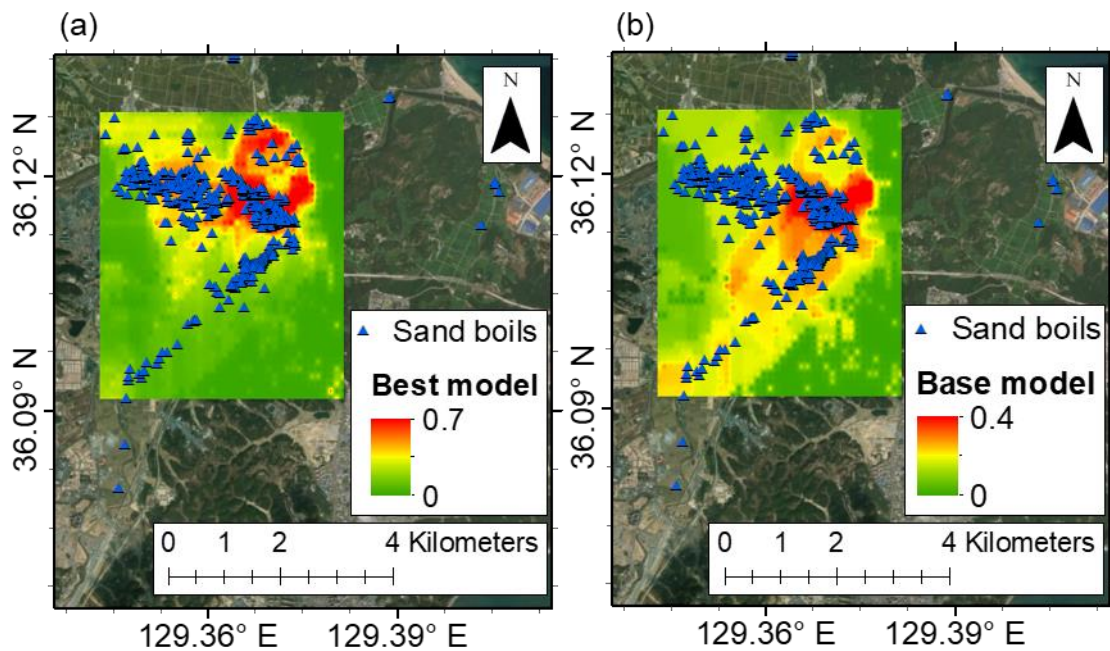 (a)
N
36.12° N
36.09° N
Sand boils
Best model
0.7
0
0 1 2 4 Kilometers
129.36° E 129.39° E
(b)
N
36.12° N
36.09° N
Sand boils
Base model
0.4
0
0 1 2 4 Kilometers
129.36° E 129.39° E